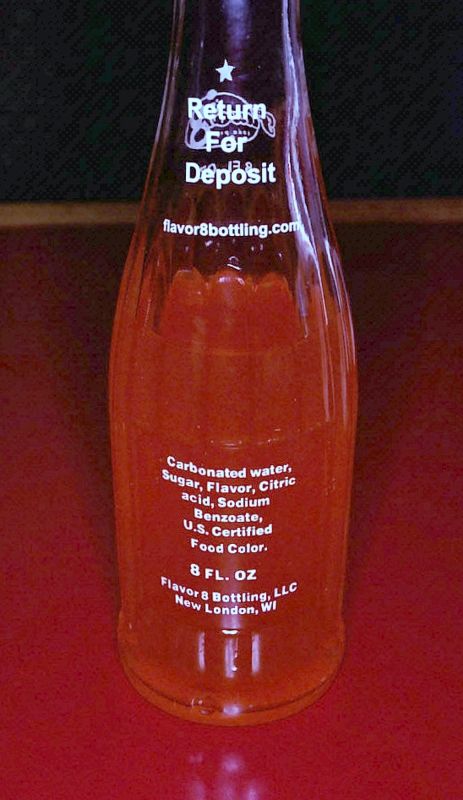 Return
For
Deposit
flavor8bottling.com
Carbonated water,
Sugar, Flavor, Citric
acid, Sodium
Benzoate,
U.S. Certified
Food Color.
8 FL. OZ
Flavor 8 Bottling, LLC
New London, WI